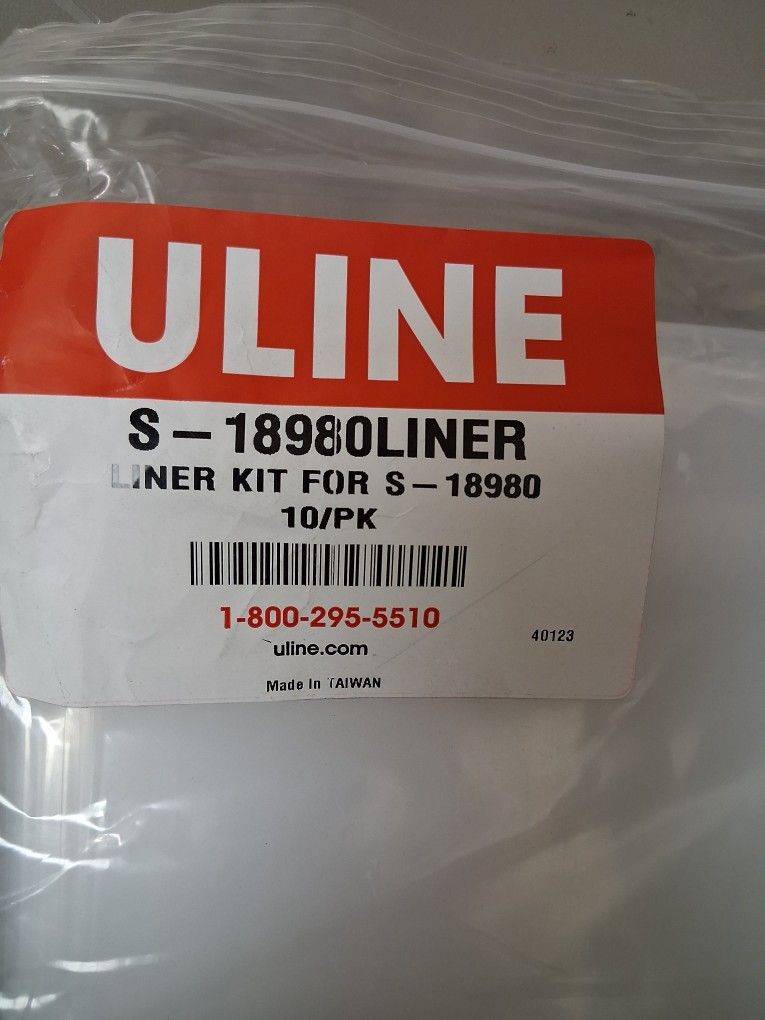 ULINE
S-18980LINER
LINER KIT FOR S-18980
10/PK
1-800-295-5510
uline.com
40123
Made In TAIWAN